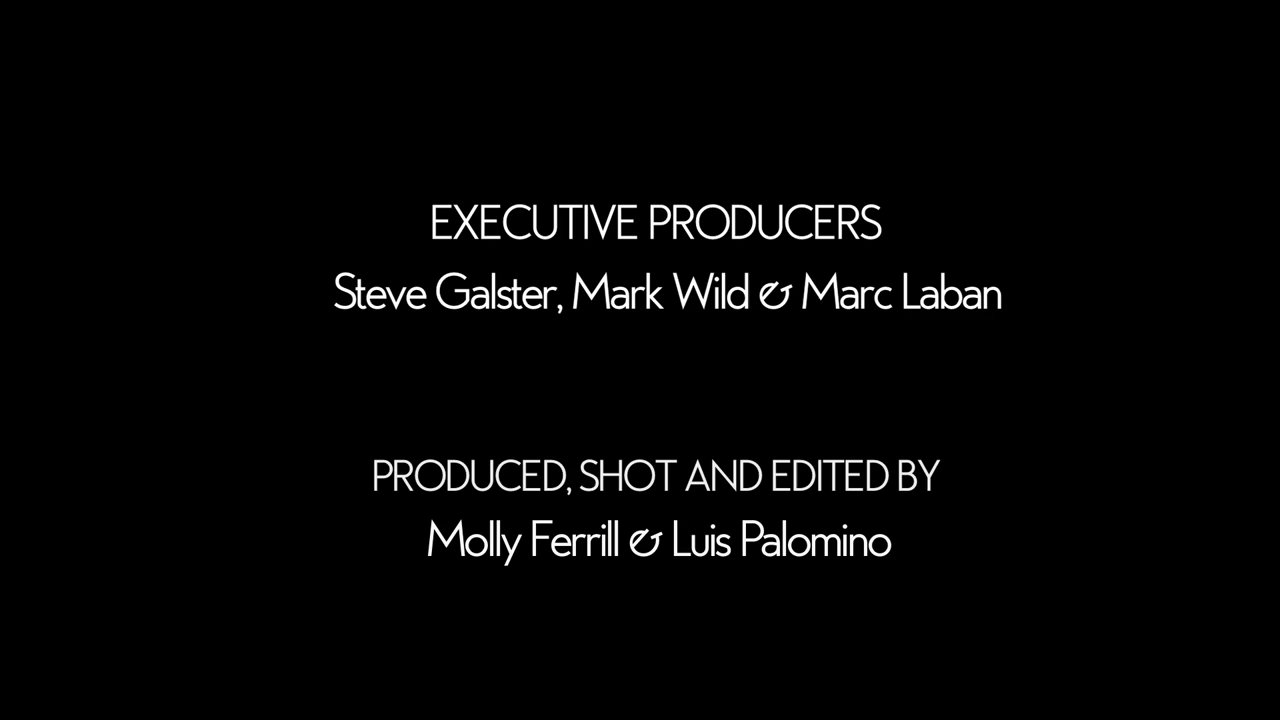 EXECUTIVE PRODUCERS
Steve Galster, Mark Wild & Marc Laban
PRODUCED, SHOT AND EDITED BY
Molly Ferrill & Luis Palomino